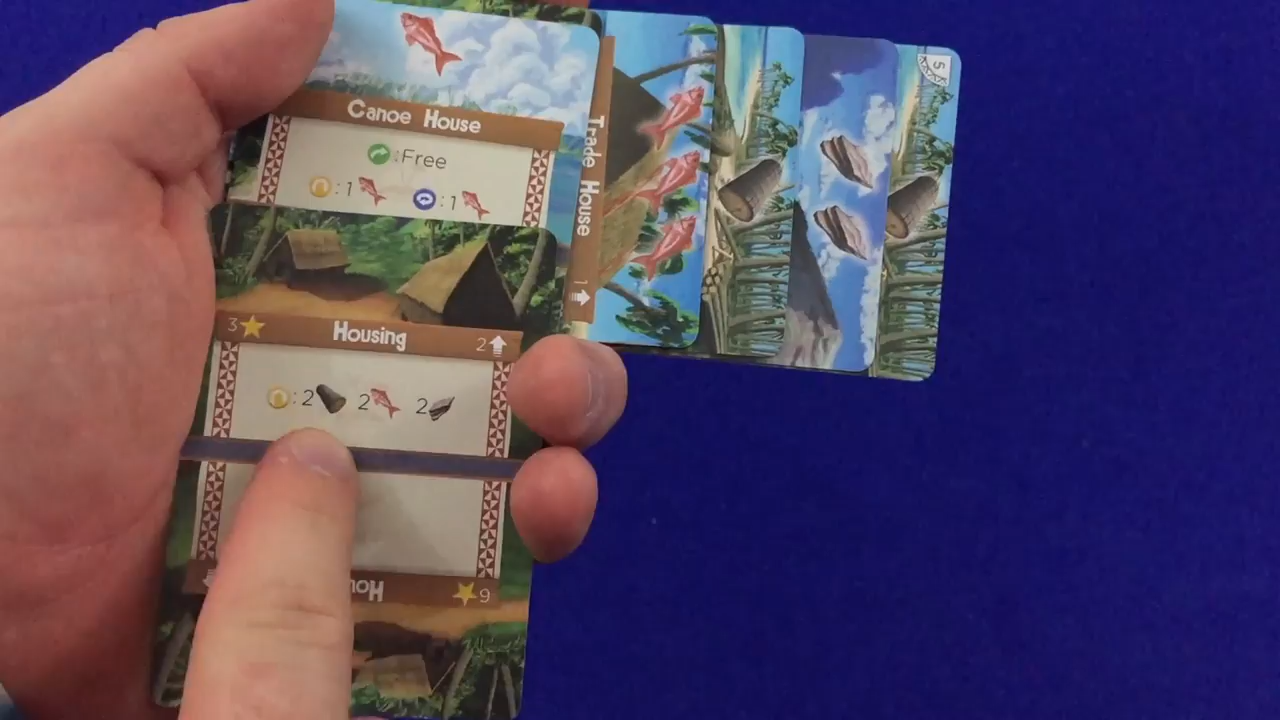 Canoe House
:Free
:1 :1
Trade House
1
5
3 Housing 2
:2 2 2
9